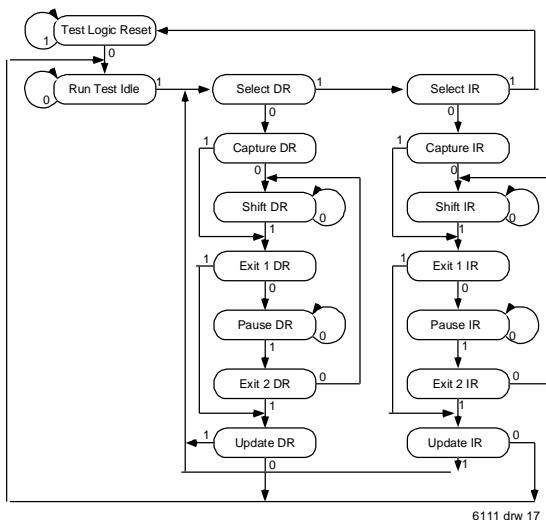 Test Logic Reset
1
0
Run Test Idle
0
1
Select DR
1
Select IR
1
0
0
Capture DR
1
0
Capture IR
1
0
Shift DR
0
1
Shift IR
0
1
Exit 1 DR
1
0
Exit 1 IR
1
0
Pause DR
0
1
Pause IR
0
1
Exit 2 DR
0
1
Exit 2 IR
0
1
Update DR
1
0
Update IR
0
1
6111 drw 17